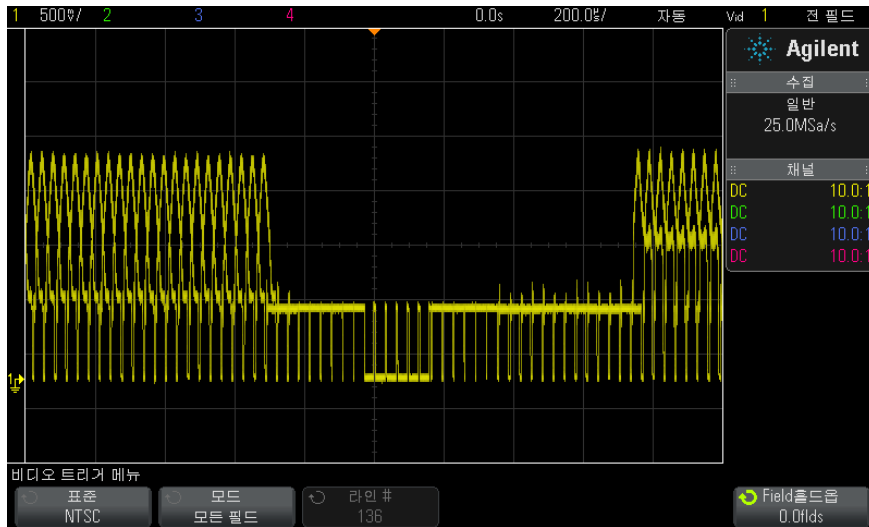 1 500㎷/ 2 3 4 0.0s 200.0㎲/ 자동 Vid 1 전 필드
Agilent
수집
일반
25.0MSa/s
채널
DC 10.0:1
DC 10.0:1
DC 10.0:1
DC 10.0:1
1
비디오 트리거 메뉴
표준
NTSC
모드
모든 필드
라인 #
136
Field홀드옵
0.0flds